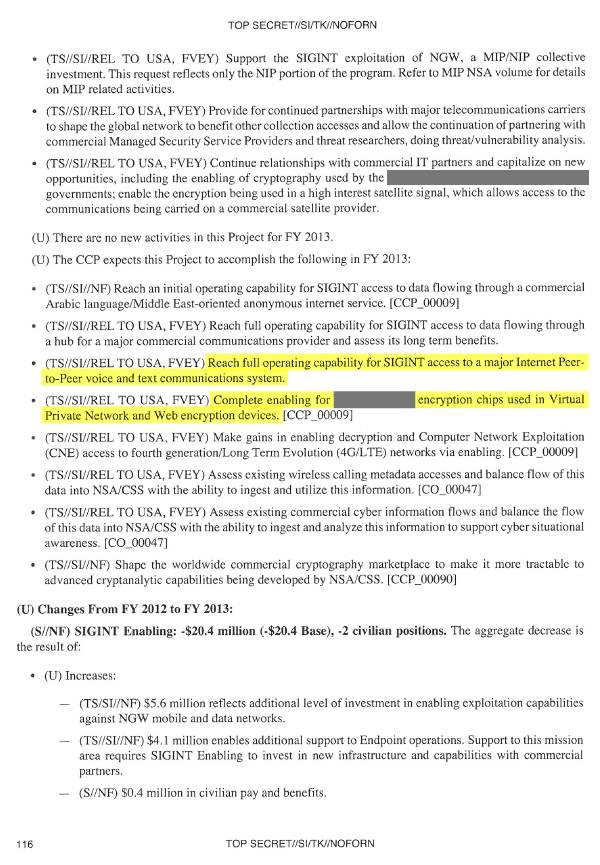 TOP SECRET//SI/TK//NOFORN
• (TS//SI//REL TO USA, FVEY) Support the SIGINT exploitation of NGW, a MIP/NIP collective
investment. This request reflects only the NIP portion of the program. Refer to MIP NSA volume for details
on MIP related activities.
• (TS//SI//REL TO USA, FVEY) Provide for continued partnerships with major telecommunications carriers
to shape the global network to benefit other collection accesses and allow the continuation of partnering with
commercial Managed Security Service Providers and threat researchers, doing threat/vulnerability analysis.
• (TS//SI//REL TO USA, FVEY) Continue relationships with commercial IT partners and capitalize on new
opportunities, including the enabling of cryptography used by the
governments; enable the encryption being used in a high interest satellite signal, which allows access to the
communications being carried on a commercial satellite provider.
(U) There are no new activities in this Project for FY 2013.
(U) The CCP expects this Project to accomplish the following in FY 2013:
• (TS//SI//NF) Reach an initial operating capability for SIGINT access to data flowing through a commercial
Arabic language/Middle East-oriented anonymous internet service. [CCP_00009]
• (TS//SI//REL TO USA, FVEY) Reach full operating capability for SIGINT access to data flowing through
a hub for a major commercial communications provider and assess its long term benefits.
• (TS//SI//REL TO USA, FVEY) Reach full operating capability for SIGINT access to a major Internet Peer-
to-Peer voice and text communications system.
• (TS//SI//REL TO USA, FVEY) Complete enabling for encryption chips used in Virtual
Private Network and Web encryption devices. [CCP_00009]
• (TS//SI//REL TO USA, FVEY) Make gains in enabling decryption and Computer Network Exploitation
(CNE) access to fourth generation/Long Term Evolution (4G/LTE) networks via enabling. [CCP_00009]
• (TS//SI//REL TO USA, FVEY) Assess existing wireless calling metadata accesses and balance flow of this
data into NSA/CSS with the ability to ingest and utilize this information. [CO_00047]
• (TS//SI//REL TO USA, FVEY) Assess existing commercial cyber information flows and balance the flow
of this data into NSA/CSS with the ability to ingest and analyze this information to support cyber situational
awareness. [CO_00047]
• (TS//SI//NF) Shape the worldwide commercial cryptography marketplace to make it more tractable to
advanced cryptanalytic capabilities being developed by NSA/CSS. [CCP_00090]
(U) Changes From FY 2012 to FY 2013:
(S//NF) SIGINT Enabling: -$20.4 million (-$20.4 Base), -2 civilian positions. The aggregate decrease is
the result of:
• (U) Increases:
— (TS/SI//NF) $5.6 million reflects additional level of investment in enabling exploitation capabilities
against NGW mobile and data networks.
— (TS//SI//NF) $4.1 million enables additional support to Endpoint operations. Support to this mission
area requires SIGINT Enabling to invest in new infrastructure and capabilities with commercial
partners.
— (S//NF) $0.4 million in civilian pay and benefits.
116
TOP SECRET//SI/TK//NOFORN